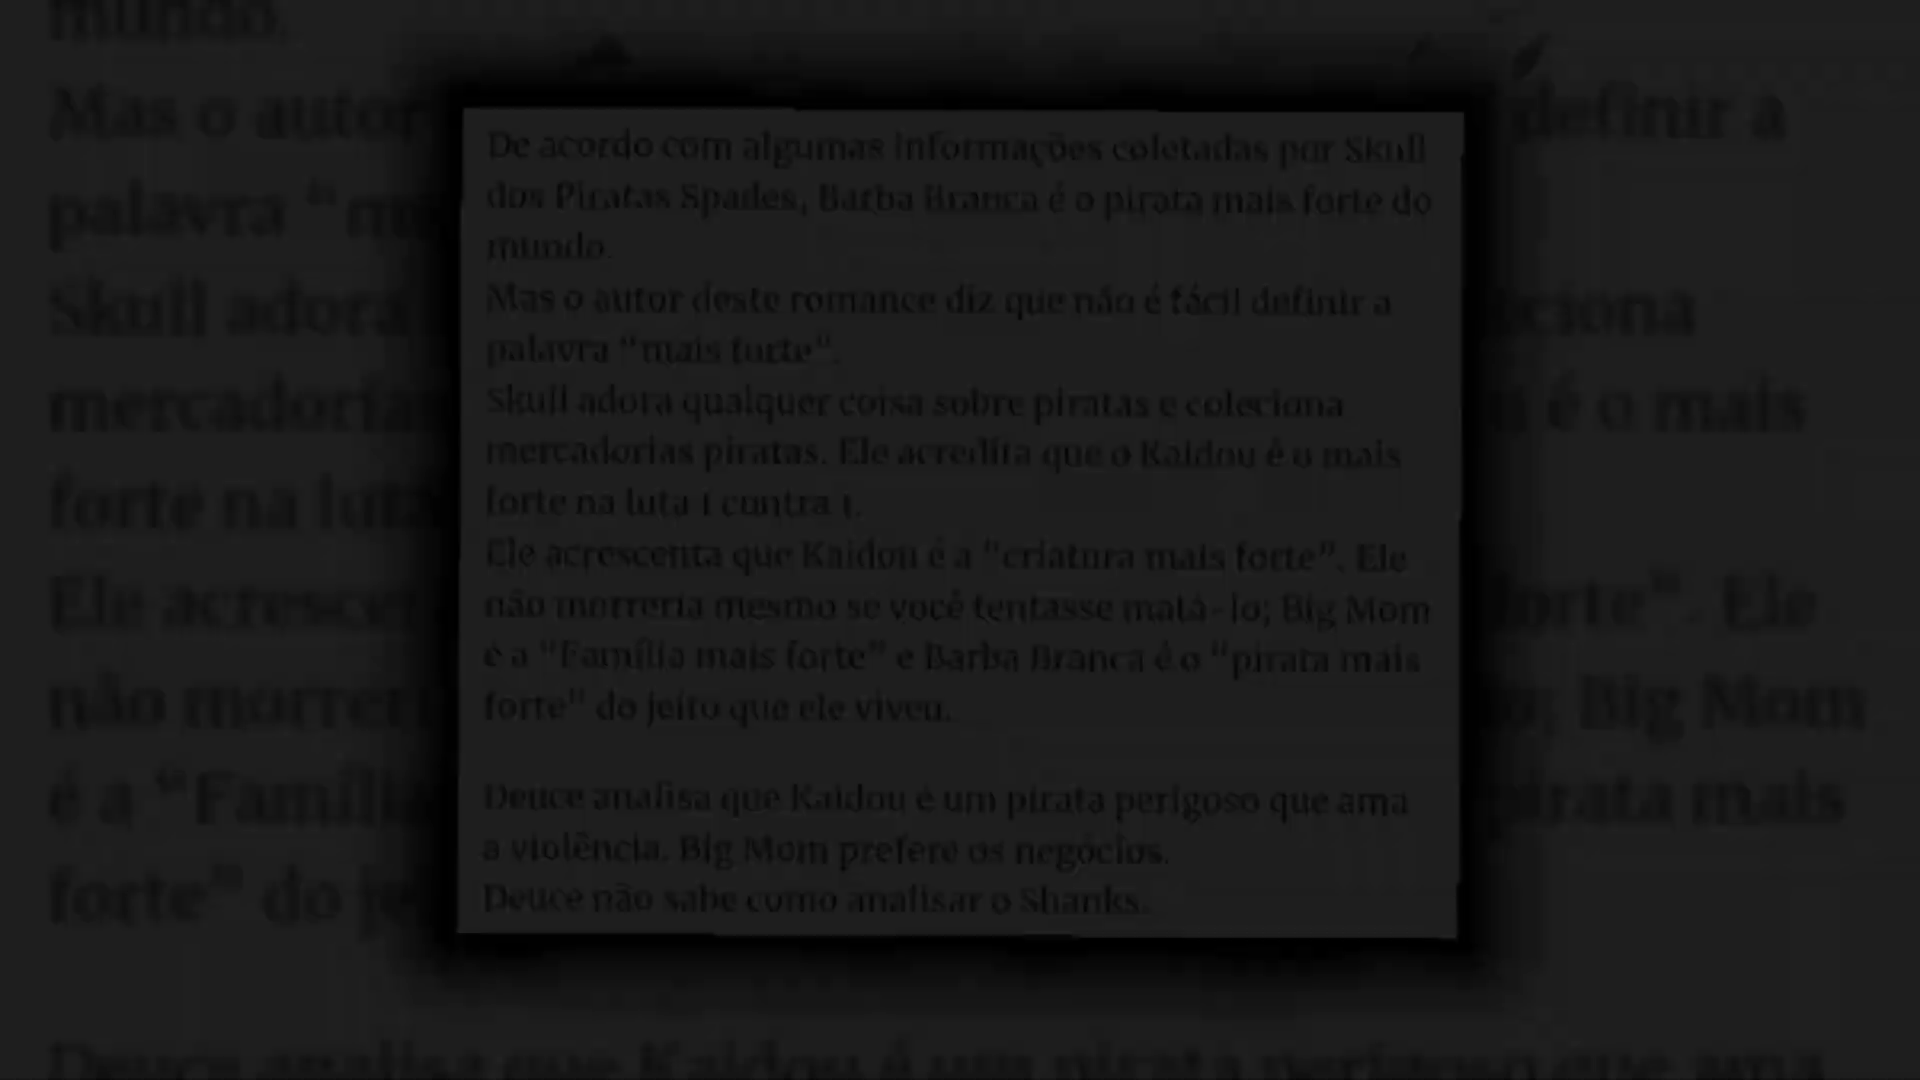 De acordo com algumas informações coletadas por Skull
dos Piratas Spades, Barba Branca é o pirata mais forte do
mundo.
Mas o autor deste romance diz que não é fácil definir a
palavra "mais forte".
Skull adora qualquer coisa sobre piratas e coleciona
mercadorias piratas. Ele acredita que o Kaidou é o mais
forte na luta 1 contra 1.
Ele acrescenta que Kaidou é a "criatura mais forte". Ele
não morreria mesmo se você tentasse matá-lo; Big Mom
é a "Família mais forte" e Barba Branca é o "pirata mais
forte" do jeito que ele viveu.
Deuce analisa que Kaidou é um pirata perigoso que ama
a violência. Big Mom prefere os negócios.
Deuce não sabe como analisar o Shanks.